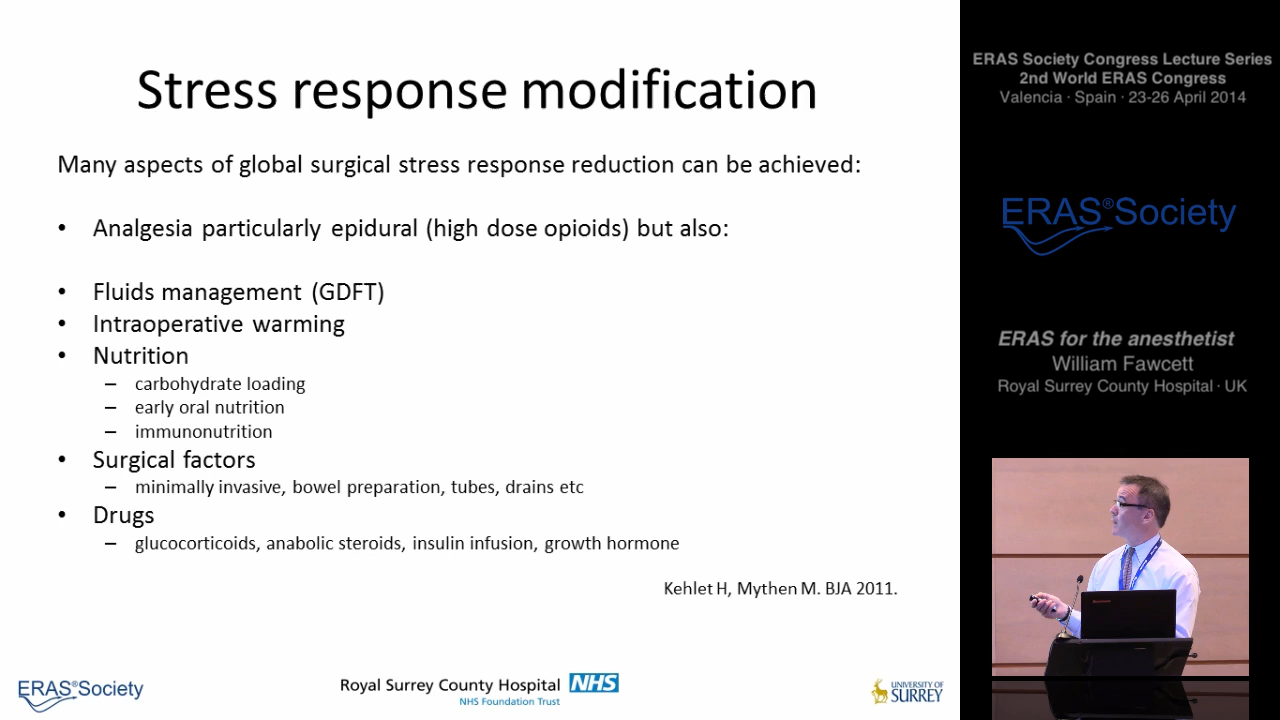 Stress response modification
Many aspects of global surgical stress response reduction can be achieved:
• Analgesia particularly epidural (high dose opioids) but also:
• Fluids management (GDFT)
• Intraoperative warming
• Nutrition
– carbohydrate loading
– early oral nutrition
– immunonutrition
• Surgical factors
– minimally invasive, bowel preparation, tubes, drains etc
• Drugs
– glucocorticoids, anabolic steroids, insulin infusion, growth hormone
Kehlet H, Mythen M. BJA 2011.
ERAS®Society
Royal Surrey County Hospital NHS
NHS Foundation Trust
UNIVERSITY OF
SURREY
ERAS Society Congress Lecture Series
2nd World ERAS Congress
Valencia · Spain · 23-26 April 2014
ERAS®Society
ERAS for the anesthetist
William Fawcett
Royal Surrey County Hospital · UK